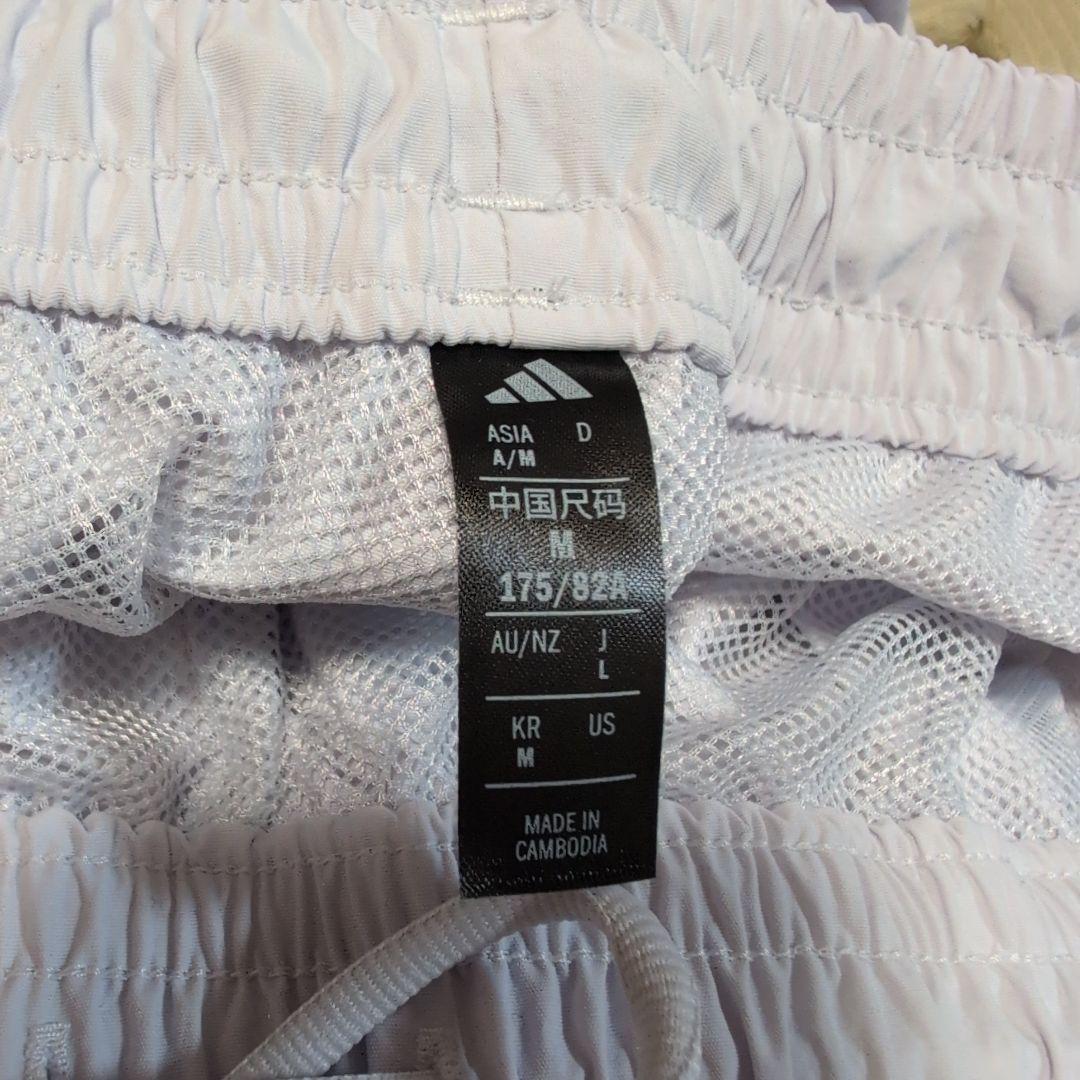 ASIA D
A/M
中国尺码
M
175/82A
AU/NZ J
L
KR US
M
MADE IN
CAMBODIA